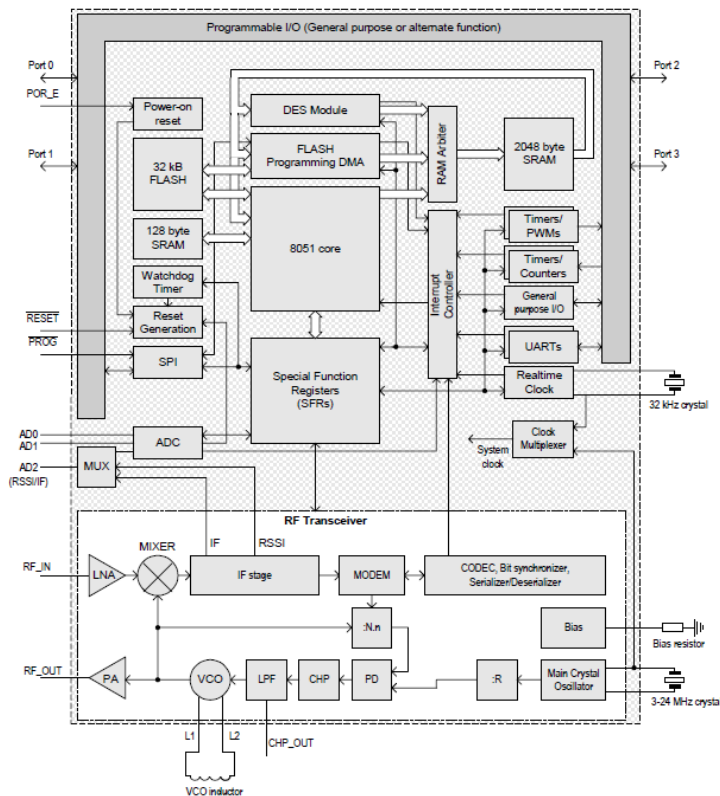 Programmable I/O (General purpose or alternate function)
Port 0
Port 2
POR_E
Power-on
reset
DES Module
RAM Arbiter
2048 byte
SRAM
Port 1
Port 3
32 kB
FLASH
FLASH
Programming DMA
128 byte
SRAM
8051 core
Interrupt
Controller
Timers/
PWMs
Watchdog
Timer
Timers/
Counters
RESET
Reset
Generation
General
purpose I/O
PROG
SPI
Special Function
Registers
(SFRs)
UARTs
Realtime
Clock
32 kHz crystal
AD0
AD1
ADC
System
clock
Clock
Multiplexer
AD2
(RSSI/IF)
MUX
RF Transceiver
MIXER
IF
RSSI
RF_IN
LNA
IF stage
MODEM
CODEC, Bit synchronizer,
Serializer/Deserializer
:N.n
Bias
Bias resistor
RF_OUT
PA
VCO
LPF
CHP
PD
:R
Main Crystal
Oscillator
3-24 MHz crysta
L1
L2
CHP_OUT
VCO inductor